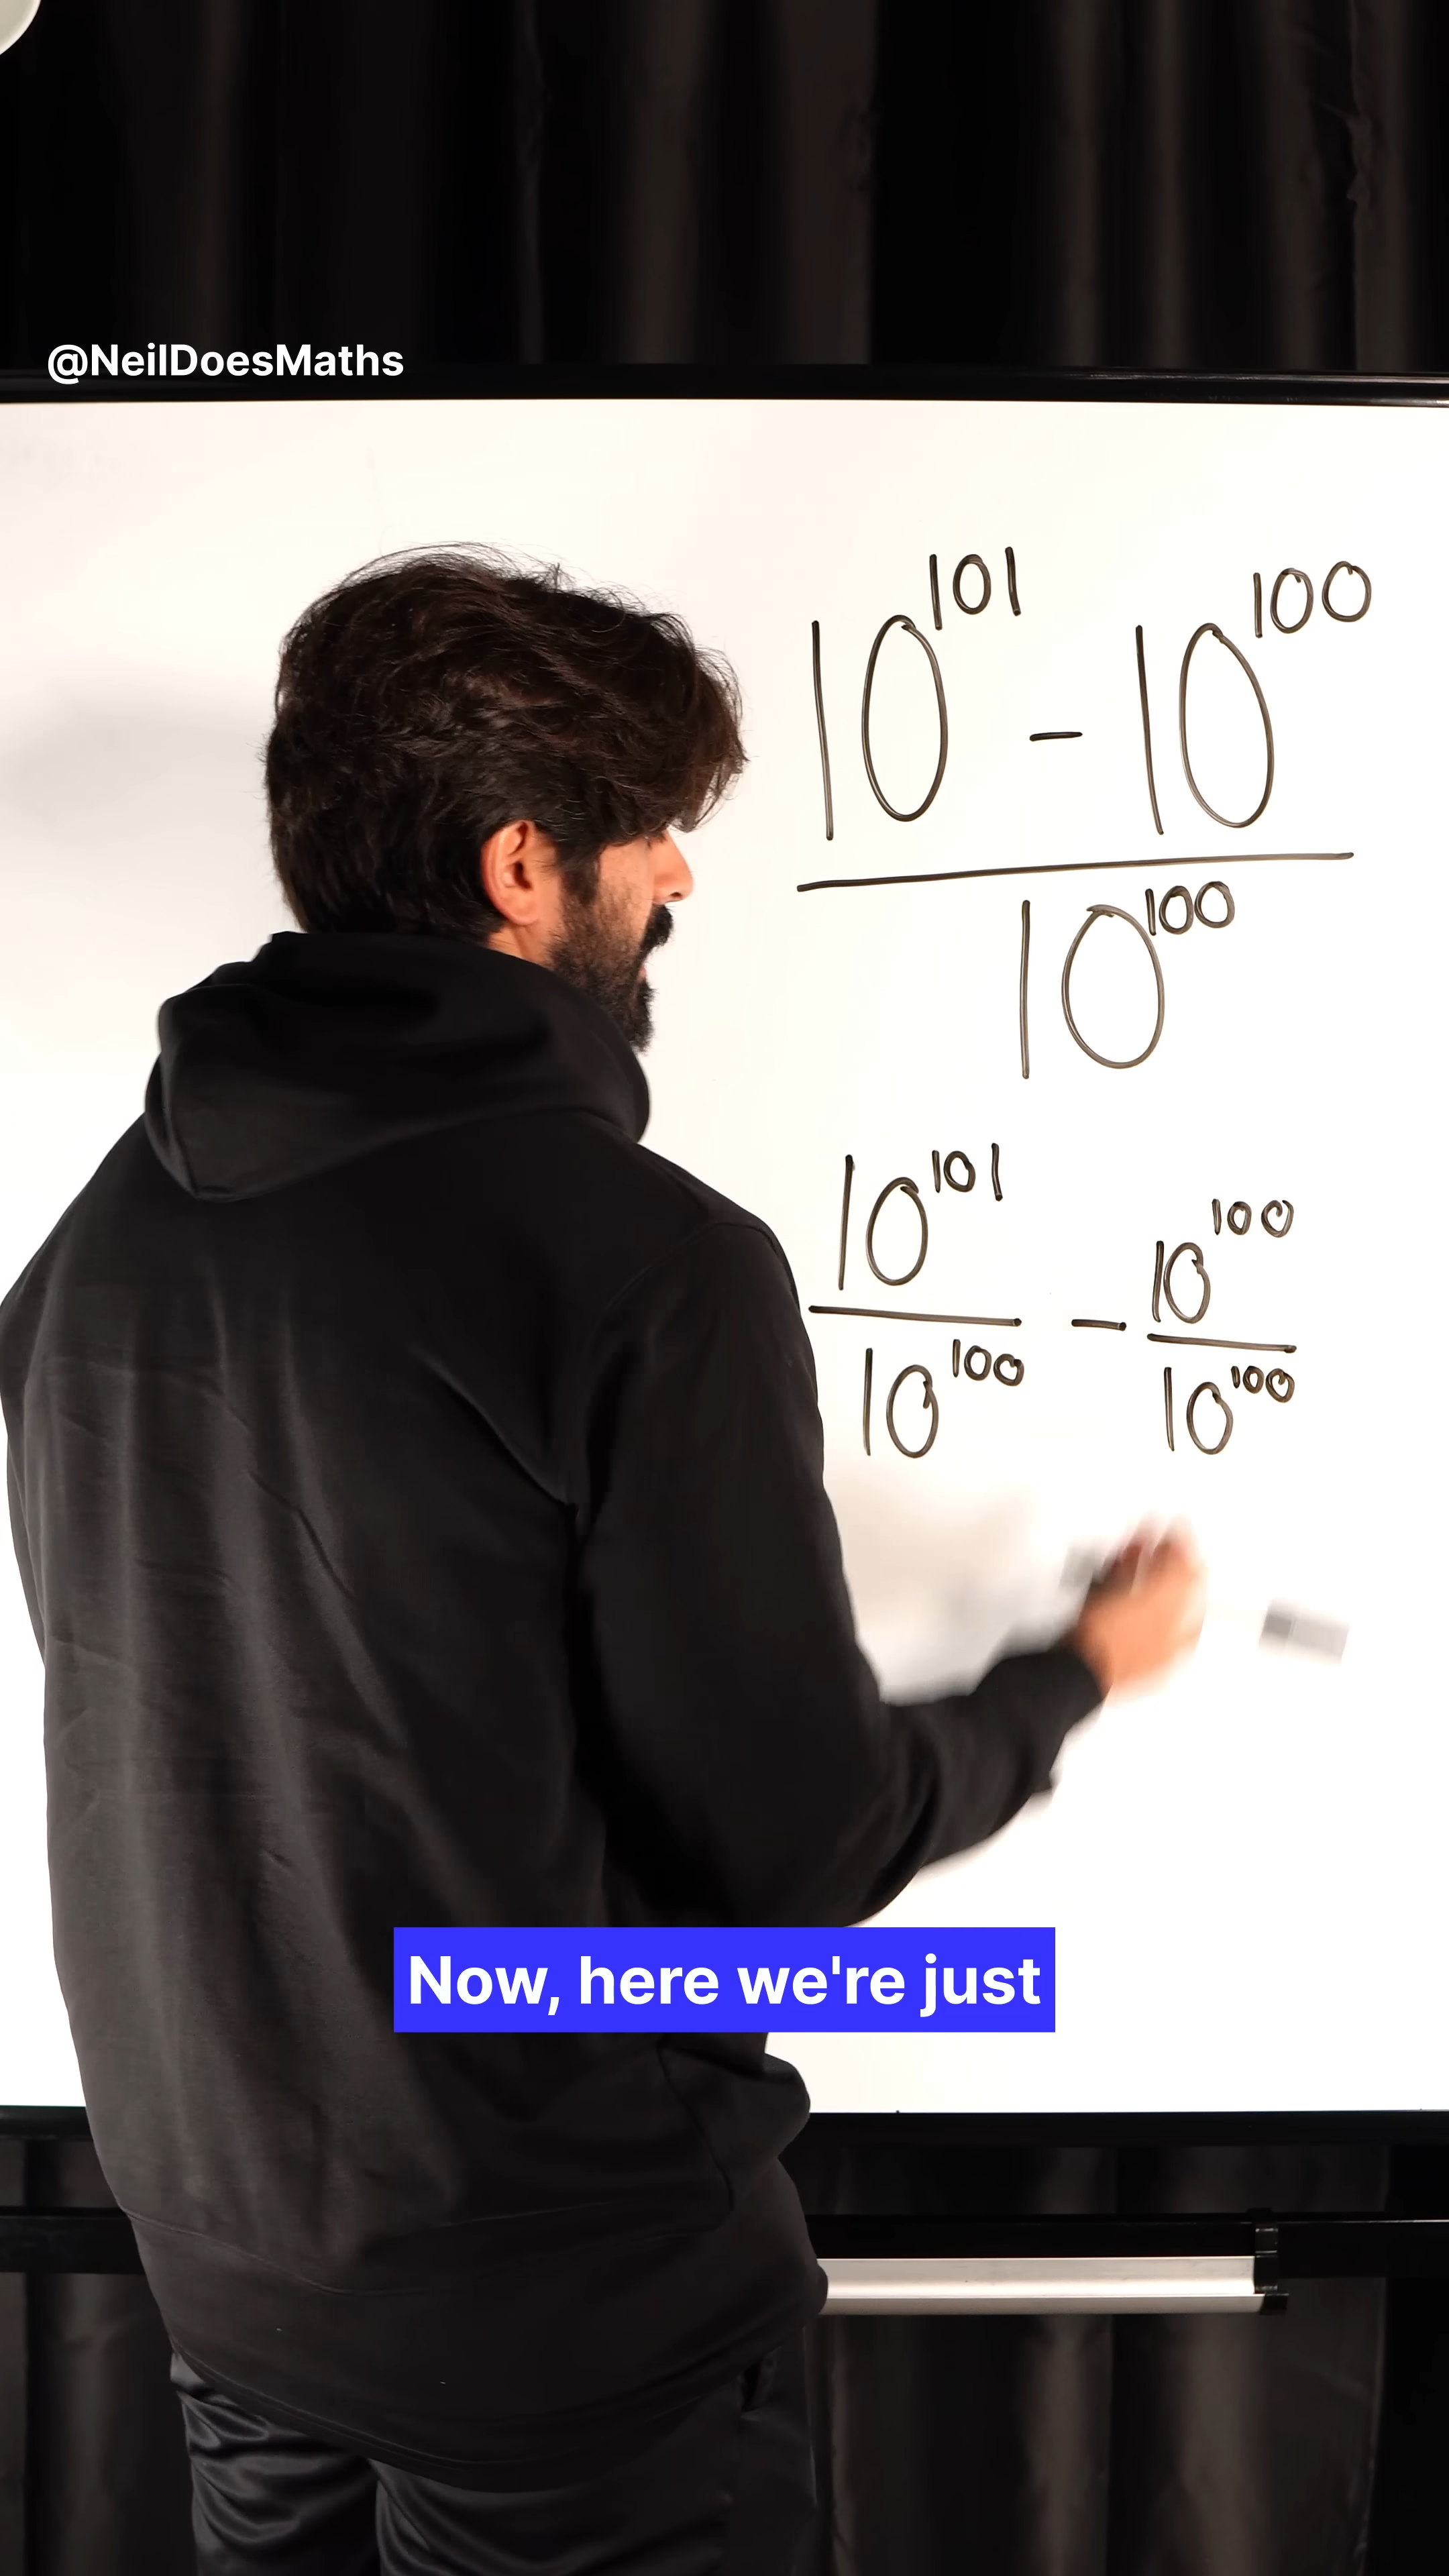 @NeilDoesMaths
10¹⁰¹ - 10¹⁰⁰
10¹⁰⁰
10¹⁰¹ - 10¹⁰⁰
10¹⁰⁰ 10¹⁰⁰
Now, here we're just